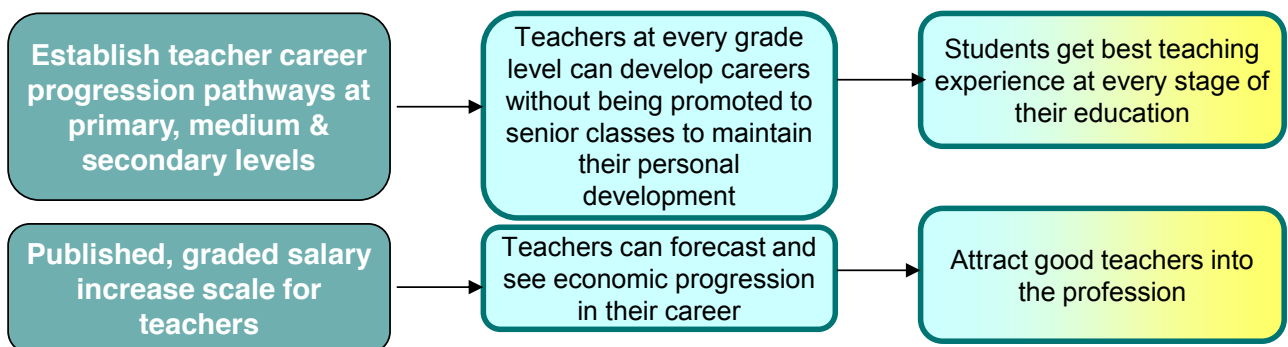 Establish teacher career
progression pathways at
primary, medium &
secondary levels
Teachers at every grade
level can develop careers
without being promoted to
senior classes to maintain
their personal
development
Students get best teaching
experience at every stage of
their education
Published, graded salary
increase scale for
teachers
Teachers can forecast and
see economic progression
in their career
Attract good teachers into
the profession